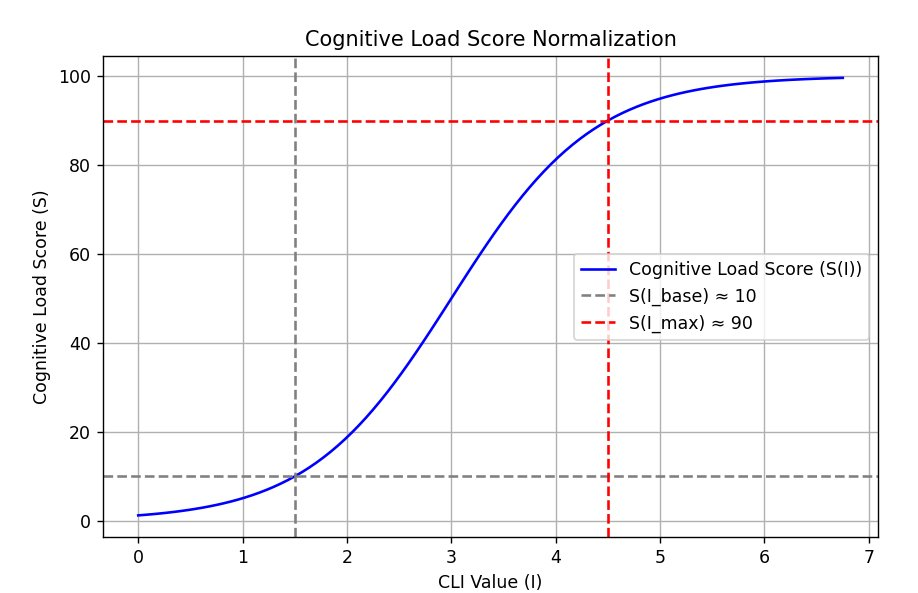 Cognitive Load Score Normalization
100
80
60
40
20
0
Cognitive Load Score (S)
Cognitive Load Score (S(I))
S(I_base) ≈ 10
S(I_max) ≈ 90
0 1 2 3 4 5 6 7
CLI Value (I)